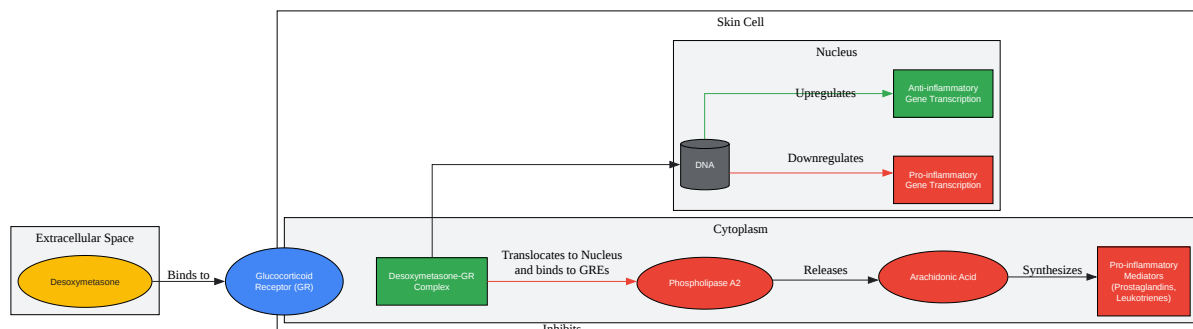 Skin Cell
Nucleus
Upregulates
Anti-inflammatory
Gene Transcription
DNA
Downregulates
Pro-inflammatory
Gene Transcription
Extracellular Space
Desoxymetasone
Binds to
Glucocorticoid
Receptor (GR)
Cytoplasm
Desoxymetasone-GR
Complex
Translocates to Nucleus
and binds to GREs
Phospholipase A2
Releases
Arachidonic Acid
Synthesizes
Pro-inflammatory
Mediators
(Prostaglandins,
Leukotrienes)
Inhibits